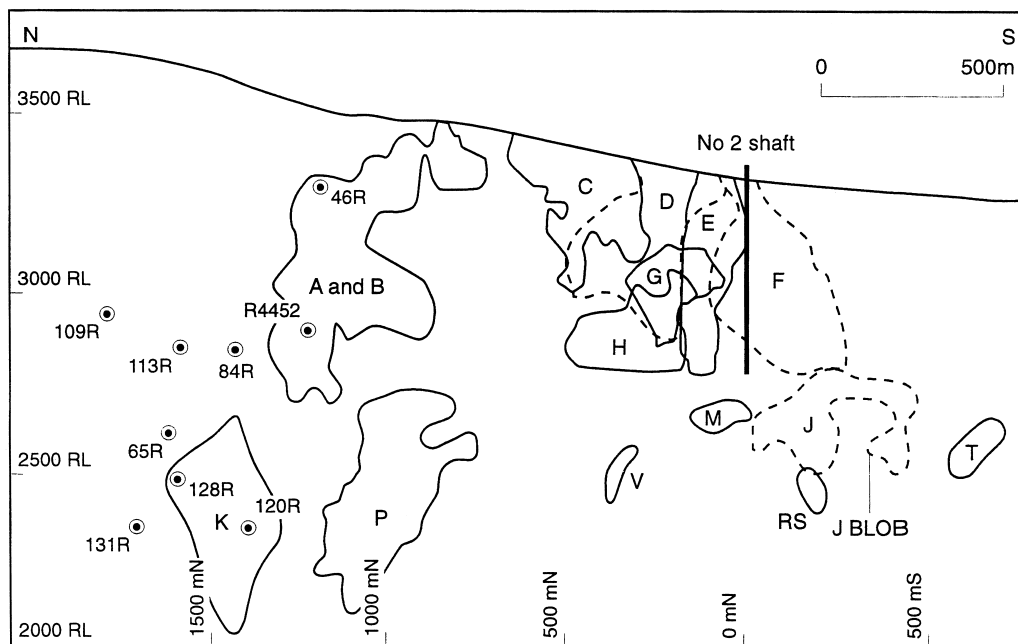 N
S
0 500m
3500 RL
No 2 shaft
C
D
E
46R
3000 RL
A and B
G
F
R4452
109R
113R
84R
H
M
J
65R
2500 RL
T
V
128R
120R
K
P
RS
J BLOB
131R
1500 mN
1000 mN
500 mN
0 mN
500 mS
2000 RL